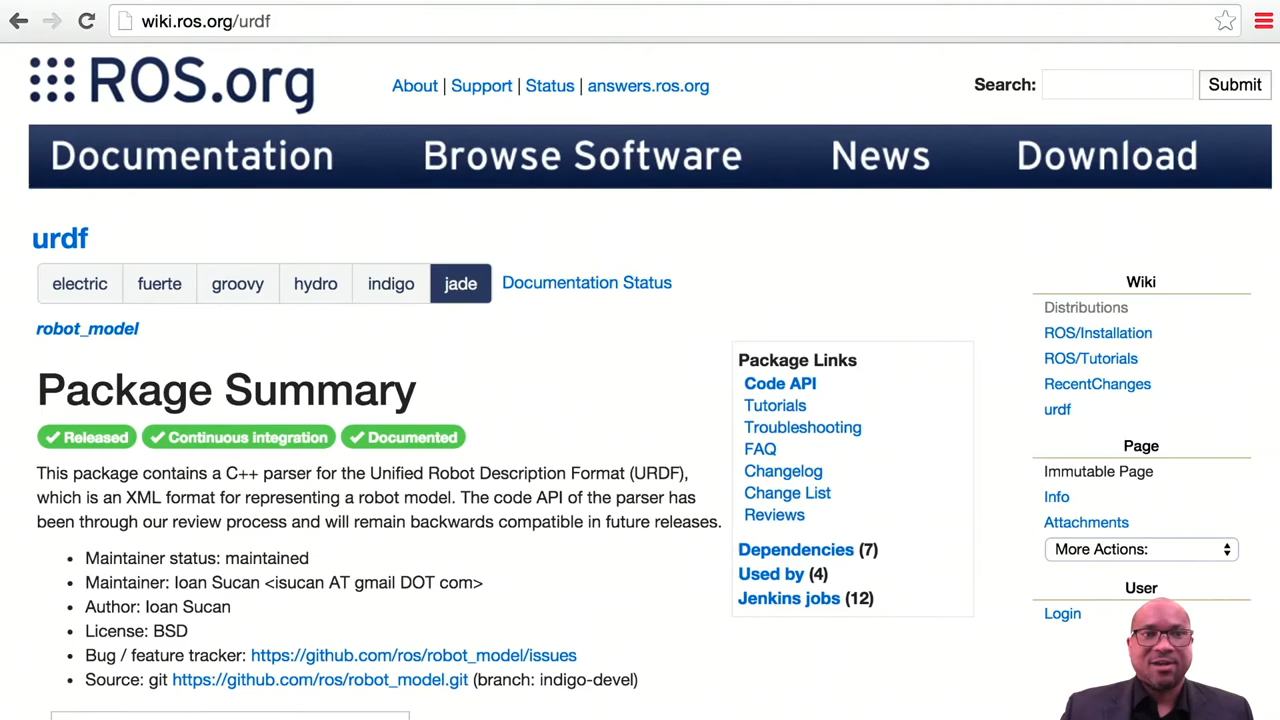 wiki.ros.org/urdf
ROS.org
About | Support | Status | answers.ros.org
Search:
Submit
Documentation
Browse Software
News
Download
urdf
electric
fuerte
groovy
hydro
indigo
jade
Documentation Status
robot_model
Package Summary
Released
Continuous integration
Documented
This package contains a C++ parser for the Unified Robot Description Format (URDF),
which is an XML format for representing a robot model. The code API of the parser has
been through our review process and will remain backwards compatible in future releases.
• Maintainer status: maintained
• Maintainer: Ioan Sucan <isucan AT gmail DOT com>
• Author: Ioan Sucan
• License: BSD
• Bug / feature tracker: https://github.com/ros/robot_model/issues
• Source: git https://github.com/ros/robot_model.git (branch: indigo-devel)
Package Links
Code API
Tutorials
Troubleshooting
FAQ
Changelog
Change List
Reviews
Dependencies (7)
Used by (4)
Jenkins jobs (12)
Wiki
Distributions
ROS/Installation
ROS/Tutorials
RecentChanges
urdf
Page
Immutable Page
Info
Attachments
More Actions:
User
Login